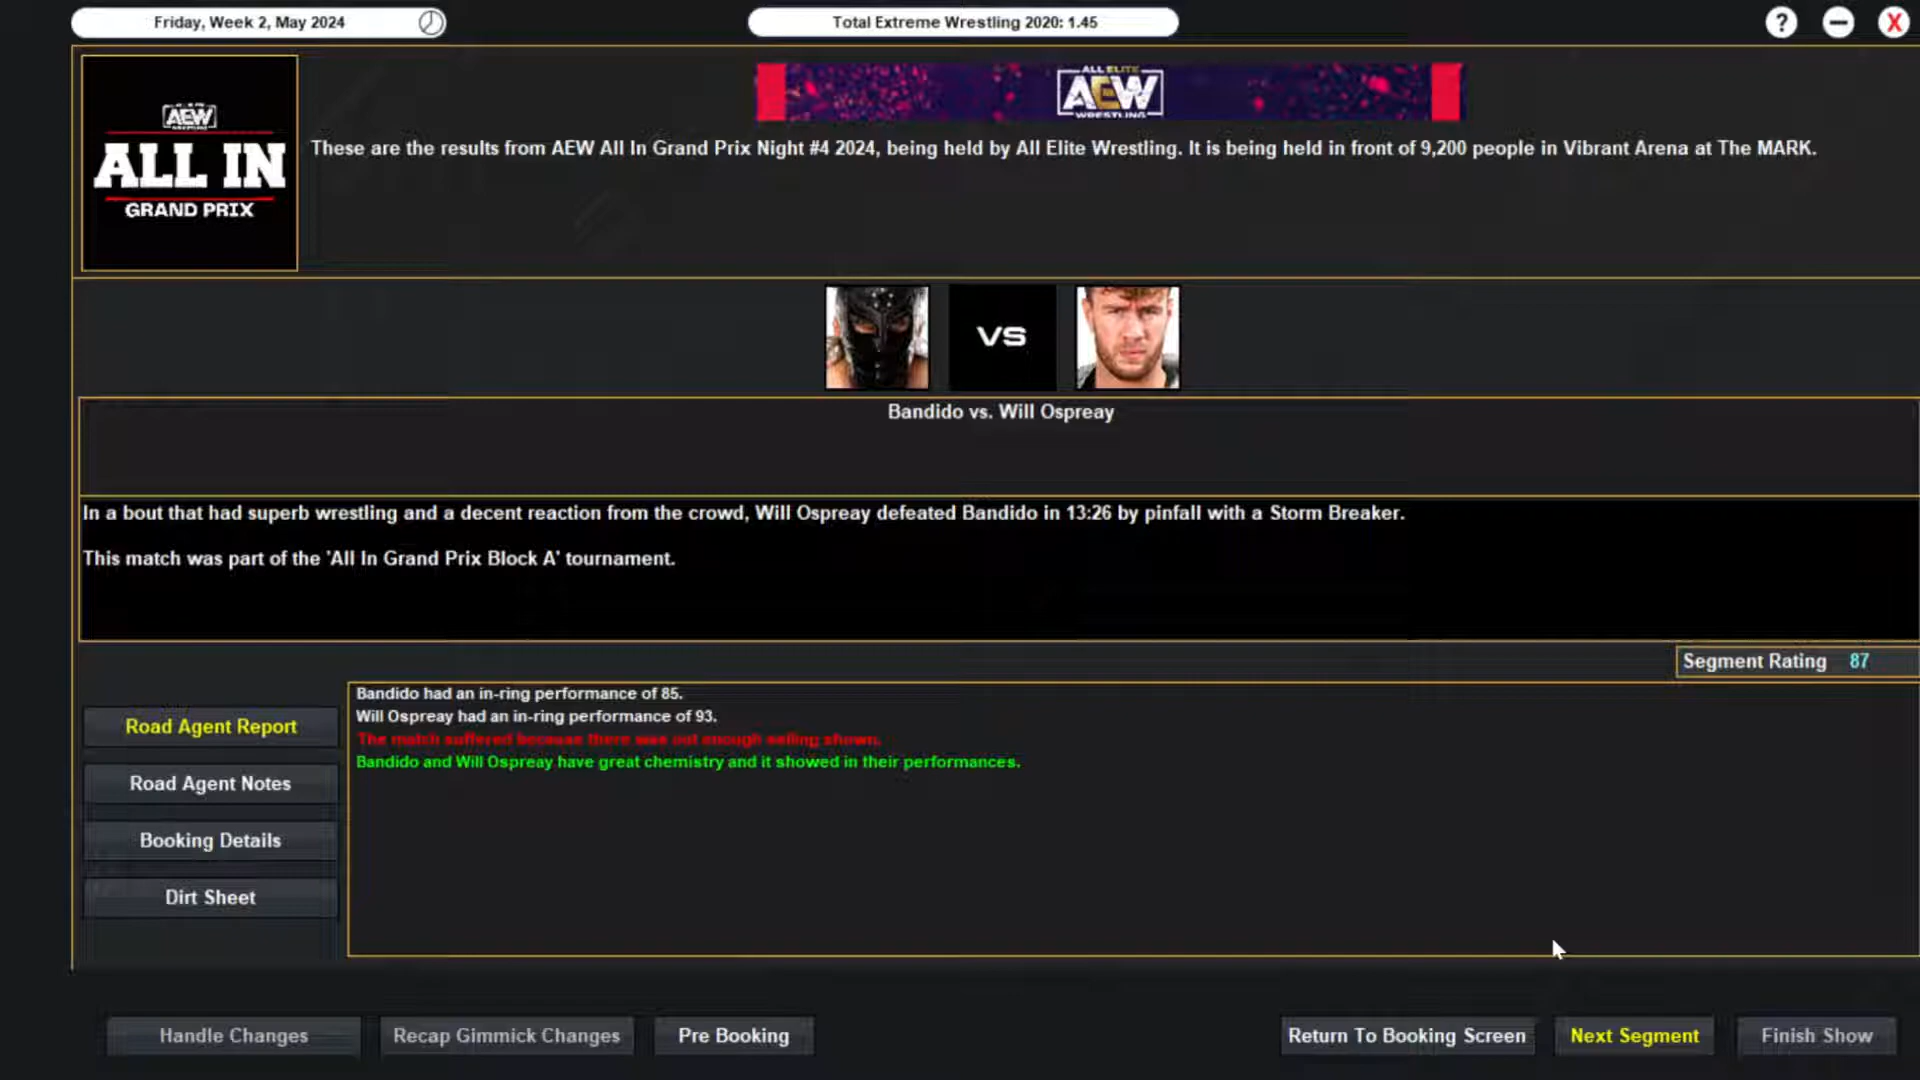 Friday, Week 2, May 2024
Total Extreme Wrestling 2020: 1.45
?
X
ALL ELITE
AEW
WRESTLING
AEW
ALL IN
GRAND PRIX
These are the results from AEW All In Grand Prix Night #4 2024, being held by All Elite Wrestling. It is being held in front of 9,200 people in Vibrant Arena at The MARK.
VS
Bandido vs. Will Ospreay
In a bout that had superb wrestling and a decent reaction from the crowd, Will Ospreay defeated Bandido in 13:26 by pinfall with a Storm Breaker.
This match was part of the 'All In Grand Prix Block A' tournament.
Segment Rating 87
Road Agent Report
Road Agent Notes
Booking Details
Dirt Sheet
Bandido had an in-ring performance of 85.
Will Ospreay had an in-ring performance of 93.
The match suffered because there was not enough selling shown.
Bandido and Will Ospreay have great chemistry and it showed in their performances.
Handle Changes
Recap Gimmick Changes
Pre Booking
Return To Booking Screen
Next Segment
Finish Show